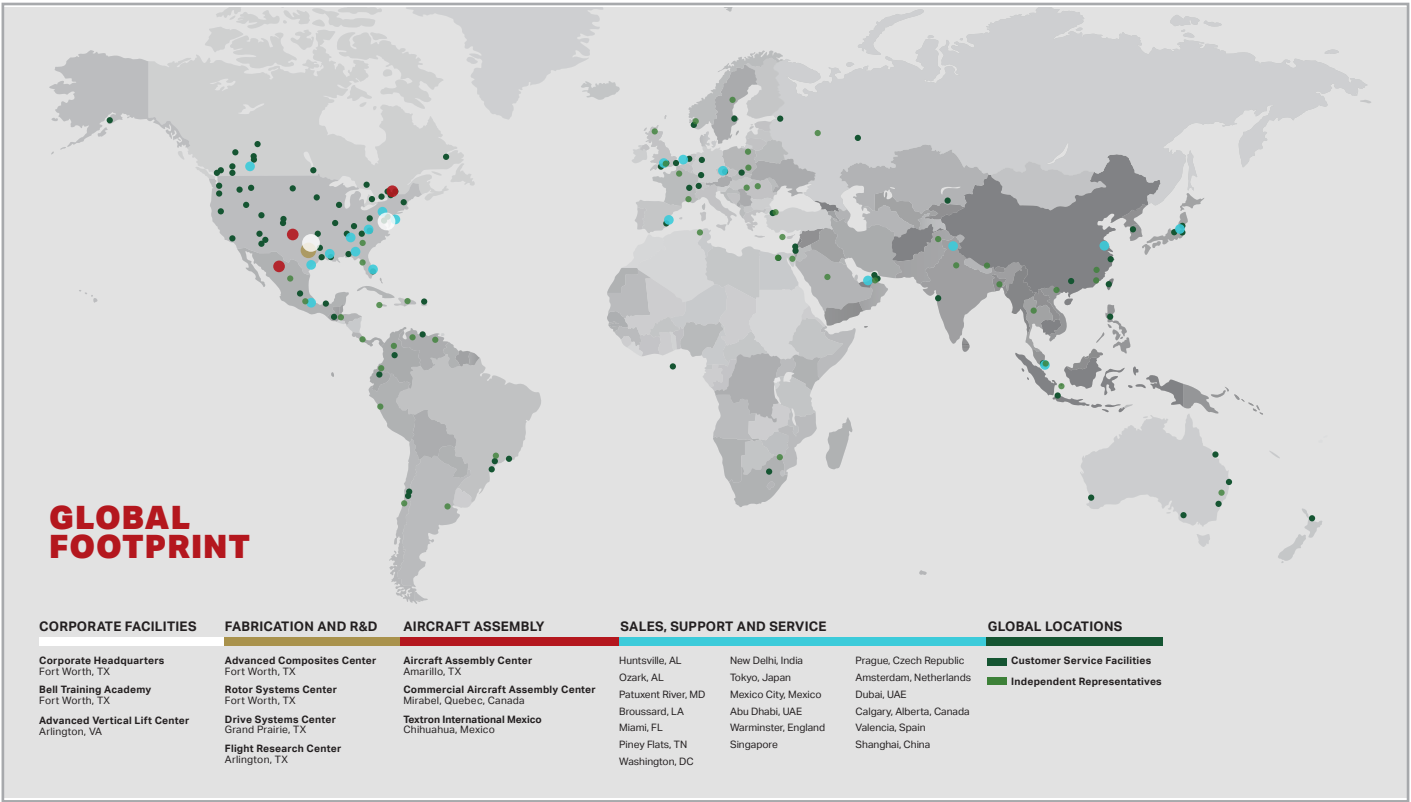 GLOBAL
FOOTPRINT
CORPORATE FACILITIES
Corporate Headquarters
Fort Worth, TX
Bell Training Academy
Fort Worth, TX
Advanced Vertical Lift Center
Arlington, VA
FABRICATION AND R&D
Advanced Composites Center
Fort Worth, TX
Rotor Systems Center
Fort Worth, TX
Drive Systems Center
Grand Prairie, TX
Flight Research Center
Arlington, TX
AIRCRAFT ASSEMBLY
Aircraft Assembly Center
Amarillo, TX
Commercial Aircraft Assembly Center
Mirabel, Quebec, Canada
Textron International Mexico
Chihuahua, Mexico
SALES, SUPPORT AND SERVICE
Huntsville, AL
Ozark, AL
Patuxent River, MD
Broussard, LA
Miami, FL
Piney Flats, TN
Washington, DC
New Delhi, India
Tokyo, Japan
Mexico City, Mexico
Abu Dhabi, UAE
Warminster, England
Singapore
Prague, Czech Republic
Amsterdam, Netherlands
Dubai, UAE
Calgary, Alberta, Canada
Valencia, Spain
Shanghai, China
GLOBAL LOCATIONS
Customer Service Facilities
Independent Representatives